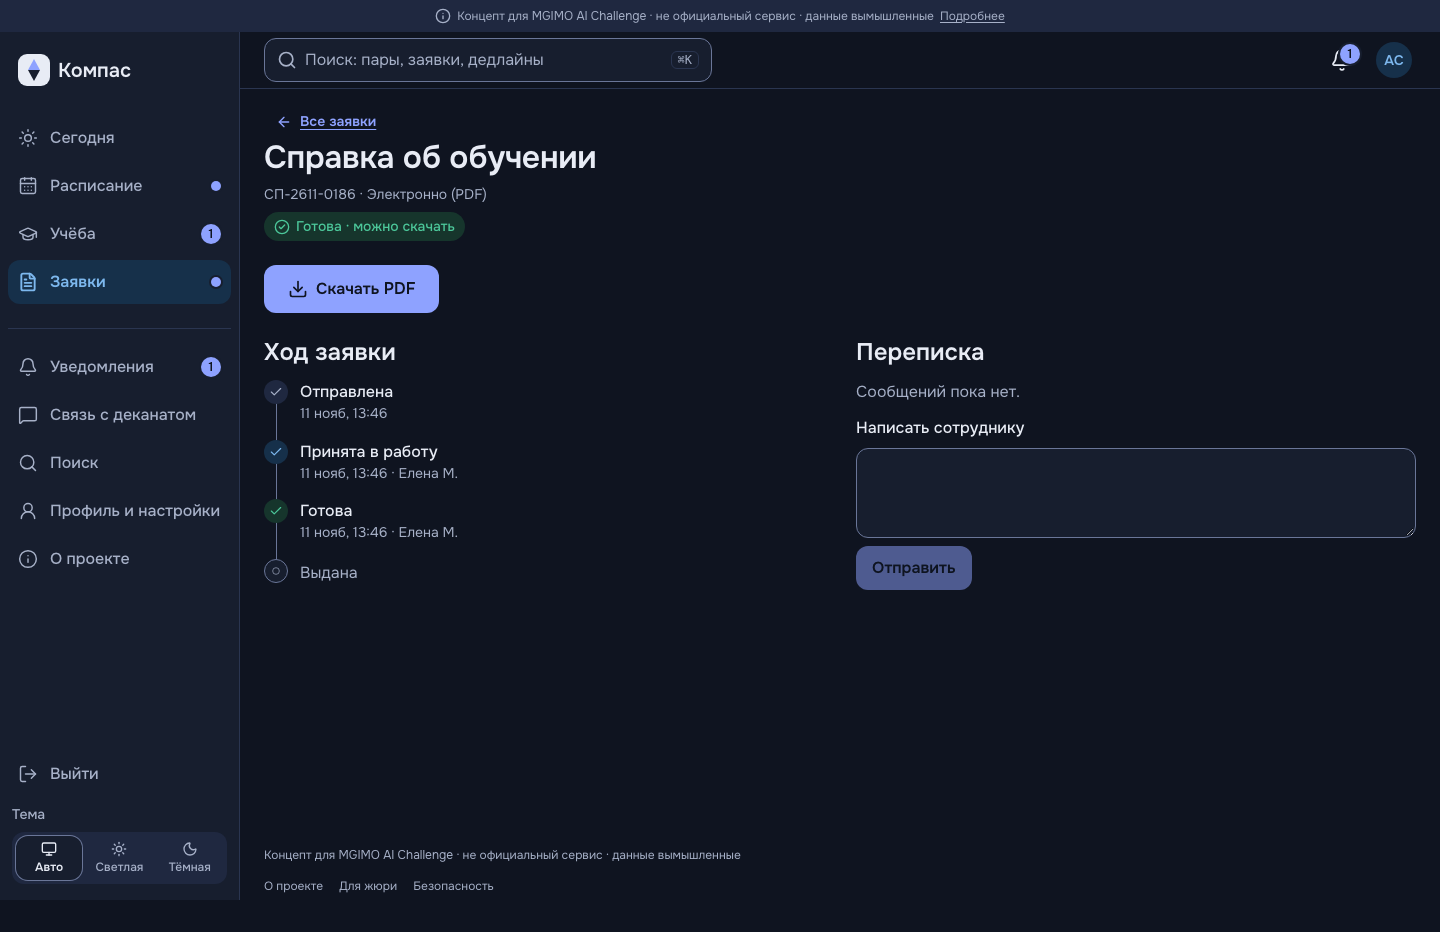 Концепт для MGIMO AI Challenge · не официальный сервис · данные вымышленные Подробнее
Компас
Поиск: пары, заявки, дедлайны
⌘K
1
АС
Сегодня
Расписание
Учёба
1
Заявки
Уведомления
1
Связь с деканатом
Поиск
Профиль и настройки
О проекте
Выйти
Тема
Авто
Светлая
Тёмная
Все заявки
Справка об обучении
СП-2611-0186 · Электронно (PDF)
Готова · можно скачать
Скачать PDF
Ход заявки
Отправлена
11 нояб, 13:46
Принята в работу
11 нояб, 13:46 · Елена М.
Готова
11 нояб, 13:46 · Елена М.
Выдана
Переписка
Сообщений пока нет.
Написать сотруднику
Отправить
Концепт для MGIMO AI Challenge · не официальный сервис · данные вымышленные
О проекте
Для жюри
Безопасность